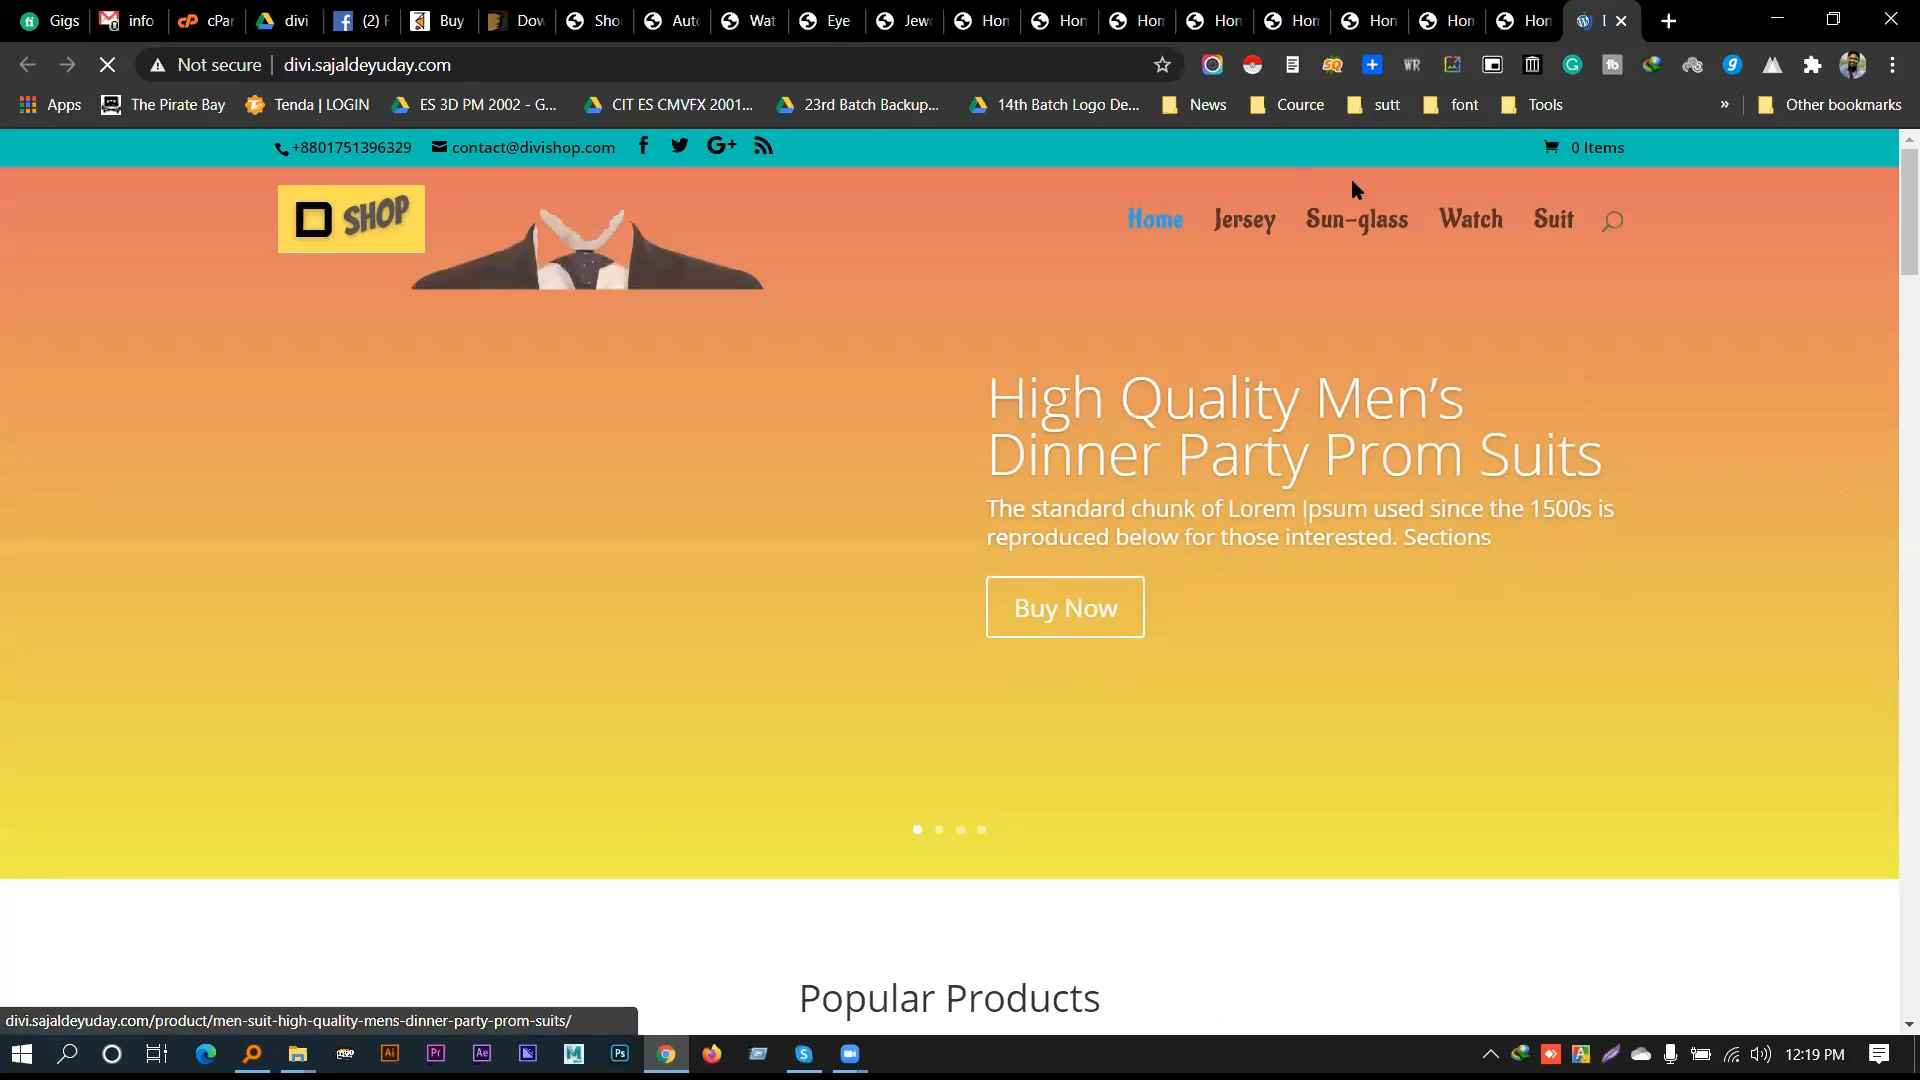 Gigs
info
cPan
divi
(2) F
Buy
Dow
Sho
Aut
Wat
Eye
Jew
Hon
Hon
Hon
Hon
Hon
Hon
Hon
Hon
Not secure
divi.sajaldeyuday.com
Apps
The Pirate Bay
Tenda | LOGIN
ES 3D PM 2002 - G...
CIT ES CMVFX 2001...
23rd Batch Backup...
14th Batch Logo De...
News
Cource
sutt
font
Tools
»
Other bookmarks
+8801751396329
contact@divishop.com
0 Items
SHOP
Home
Jersey
Sun-glass
Watch
Suit
High Quality Men's
Dinner Party Prom Suits
The standard chunk of Lorem Ipsum used since the 1500s is
reproduced below for those interested. Sections
Buy Now
Popular Products
divi.sajaldeyuday.com/product/men-suit-high-quality-mens-dinner-party-prom-suits/
12:19 PM